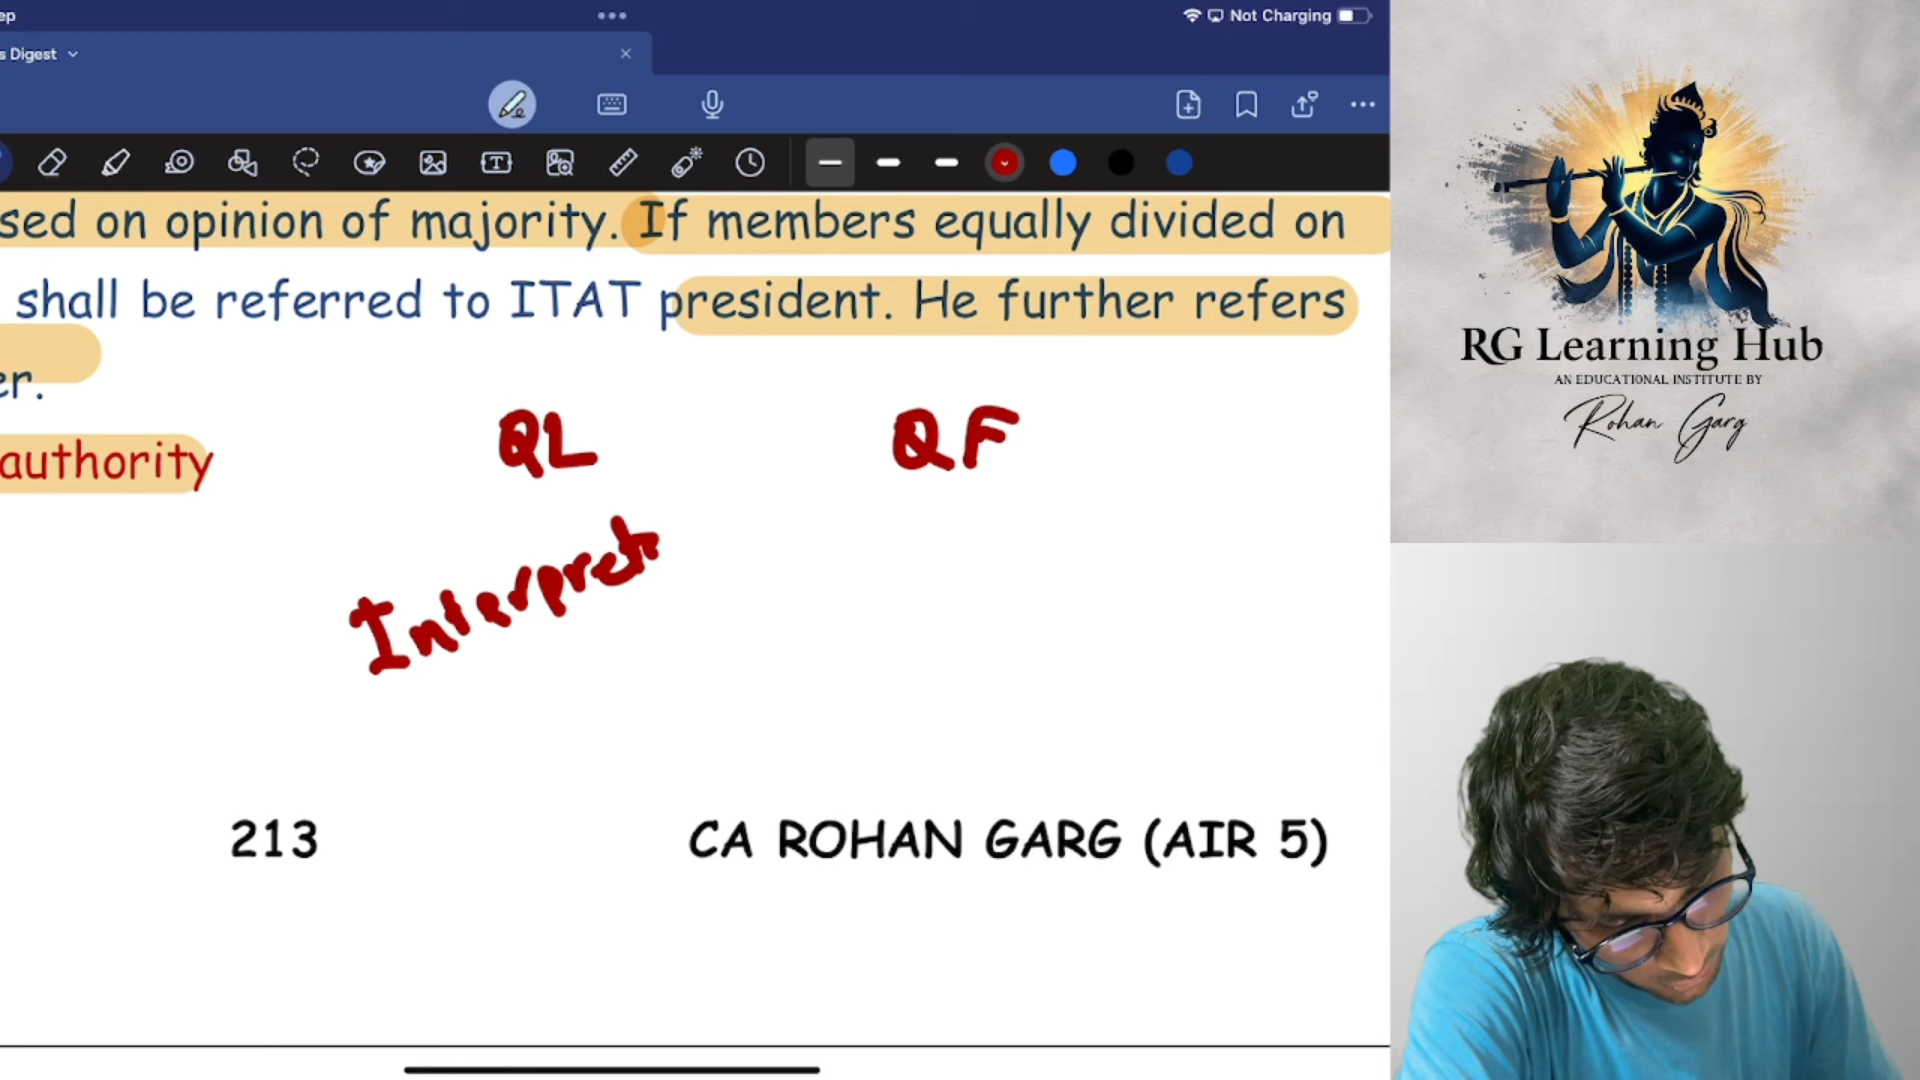 ep
Not Charging
s Digest
sed on opinion of majority. If members equally divided on
shall be referred to ITAT president. He further refers
er.
authority
QL
QF
Interpret
213
CA ROHAN GARG (AIR 5)
RG Learning Hub
AN EDUCATIONAL INSTITUTE BY
Rohan Garg